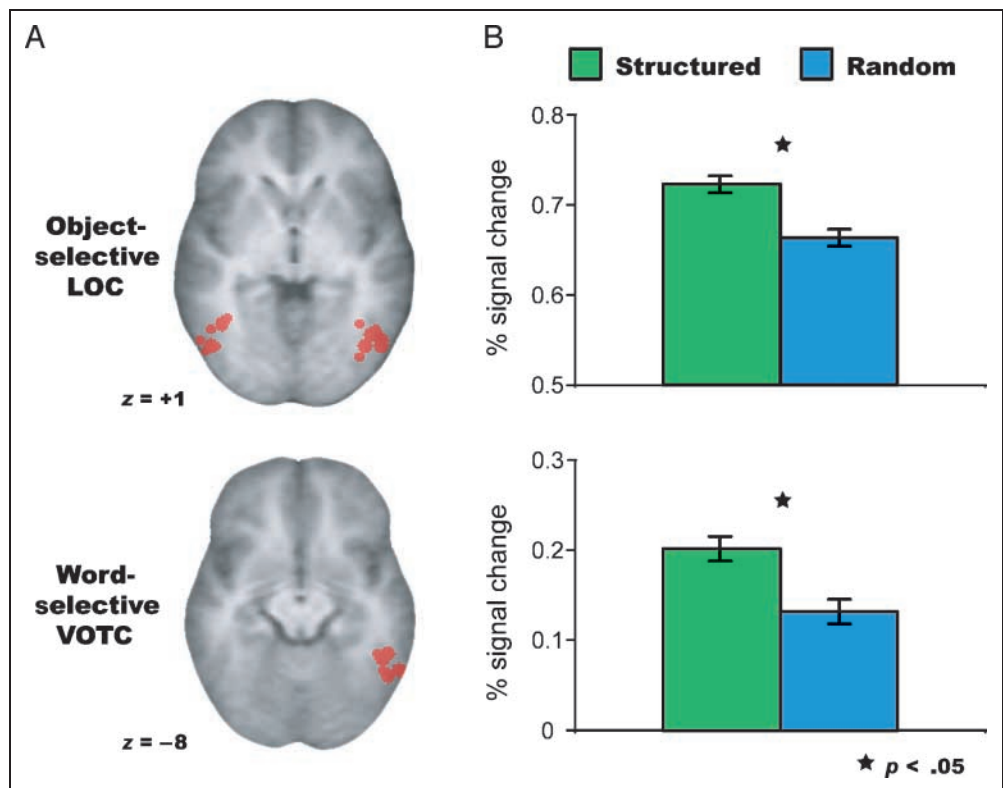 A
Object-
selective
LOC
z = +1
Word-
selective
VOTC
z = −8
B
Structured
Random
% signal change
0.8
0.7
0.6
0.5
★
% signal change
0.3
0.2
0.1
0
★
★ p < .05